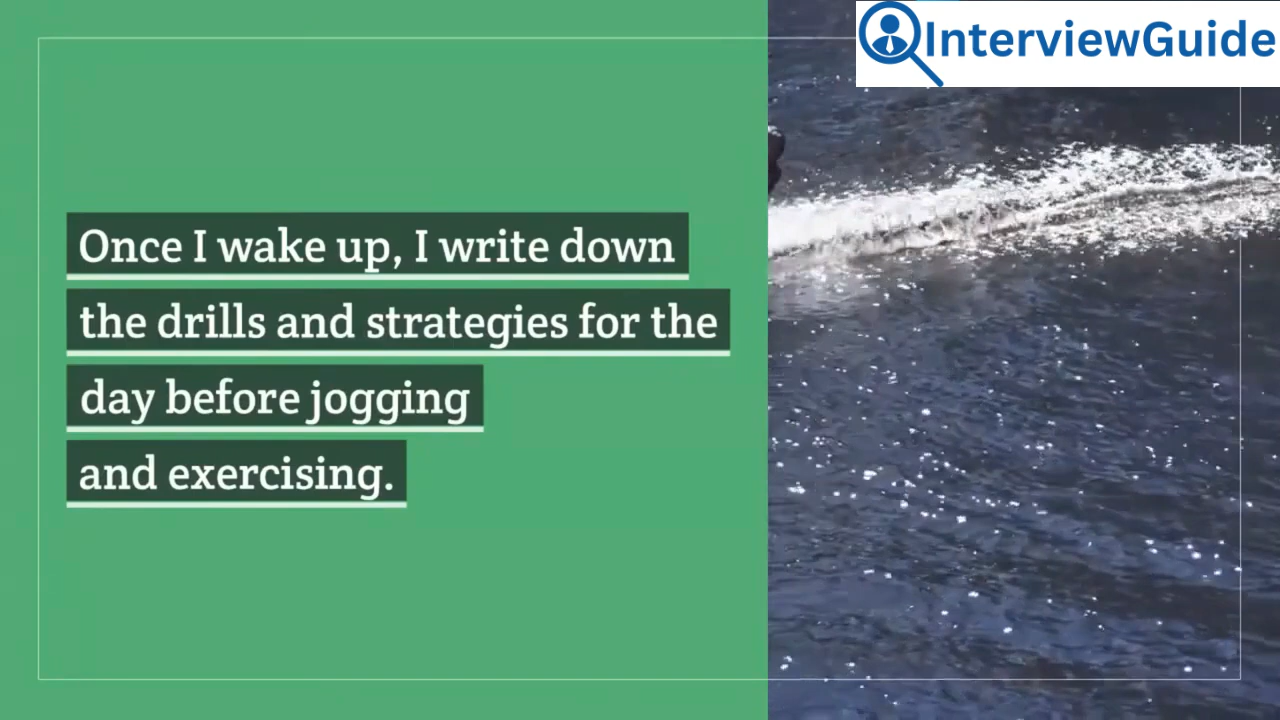 InterviewGuide
Once I wake up, I write down
the drills and strategies for the
day before jogging
and exercising.